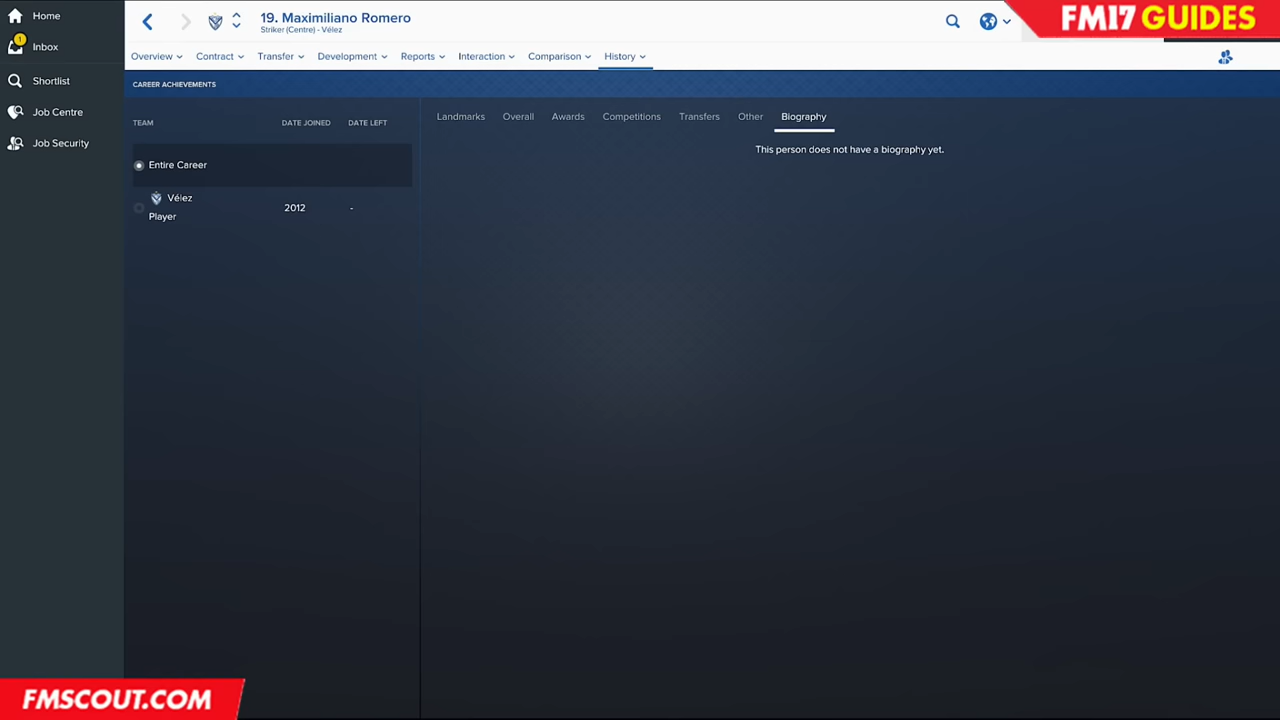 Home
1
Inbox
Shortlist
Job Centre
Job Security
19. Maximiliano Romero
Striker (Centre) - Vélez
FM17 GUIDES
Overview
Contract
Transfer
Development
Reports
Interaction
Comparison
History
CAREER ACHIEVEMENTS
TEAM
DATE JOINED
DATE LEFT
Entire Career
Vélez
2012
-
Player
Landmarks
Overall
Awards
Competitions
Transfers
Other
Biography
This person does not have a biography yet.
FMSCOUT.COM